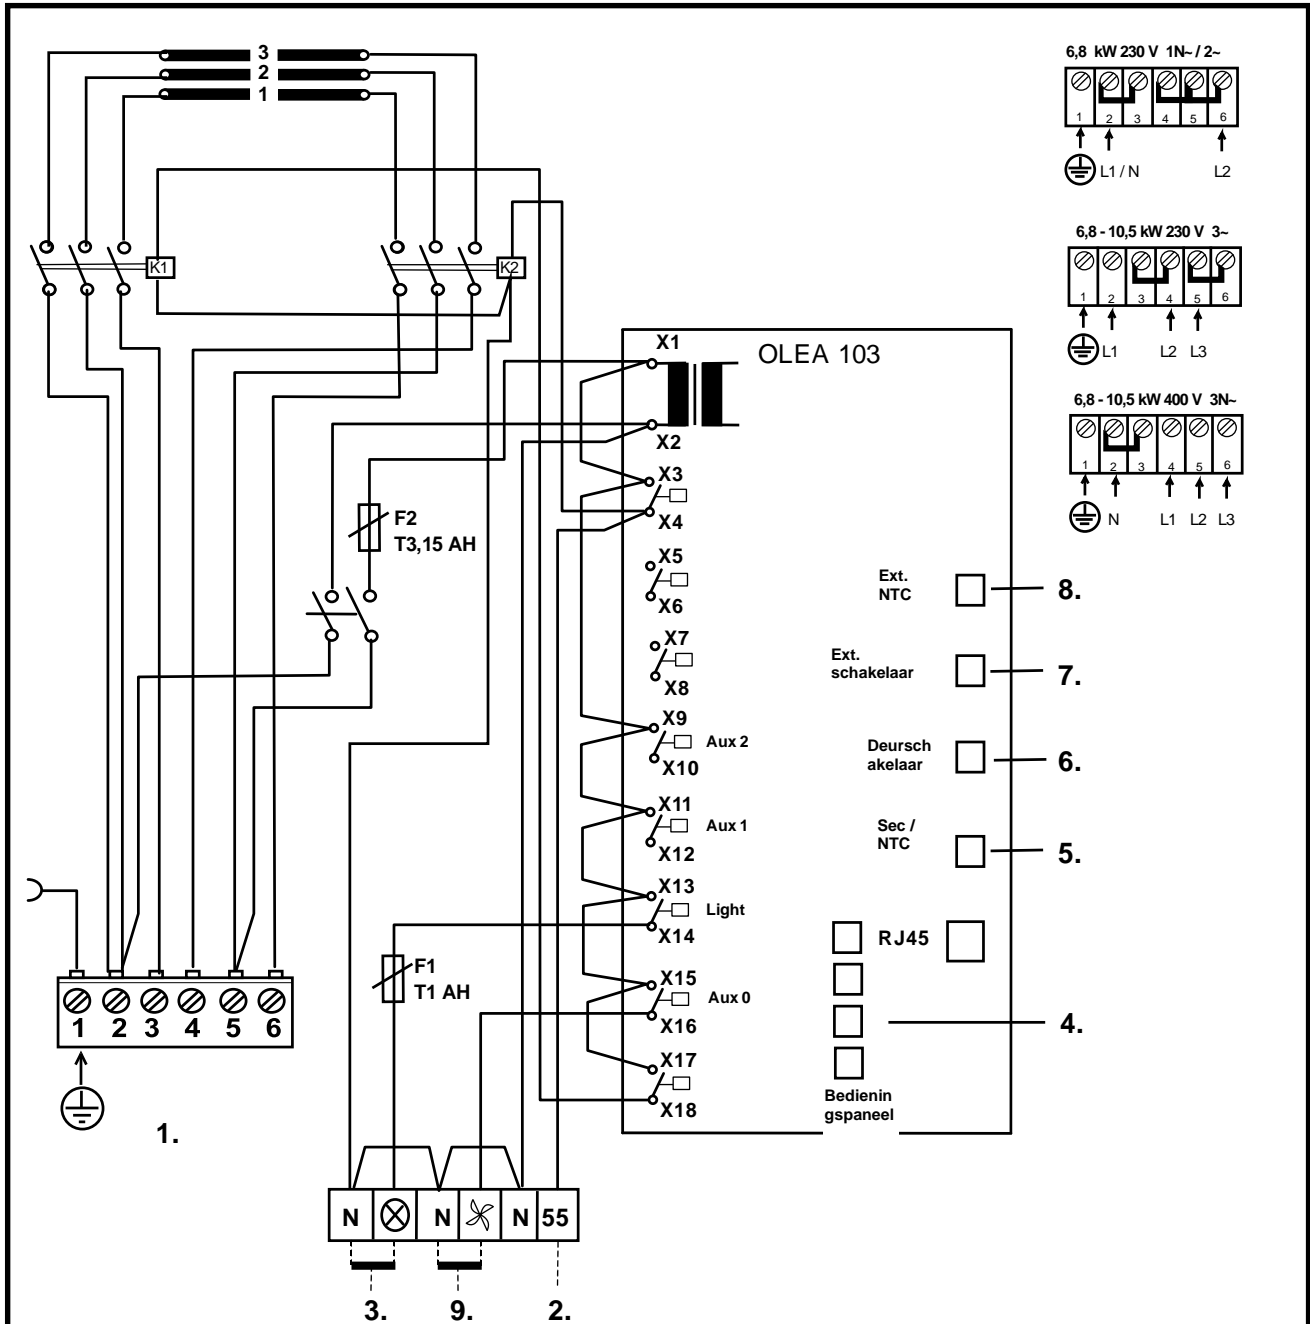 3
2
1
K1
K2
X1
OLEA 103
X2
X3
X4
F2
T3,15 AH
X5
X6
X7
X8
X9
Aux 2
X10
X11
Aux 1
X12
X13
Light
X14
F1
T1 AH
X15
Aux 0
X16
X17
X18
Ext.
NTC
8.
Ext.
schakelaar
7.
Deursch
akelaar
6.
Sec /
NTC
5.
RJ45
4.
Bedienin
gspaneel
1 2 3 4 5 6
1.
N N N 55
3. 9. 2.
6,8 kW 230 V 1N~ / 2~
1 2 3 4 5 6
L1 / N L2
6,8 - 10,5 kW 230 V 3~
1 2 3 4 5 6
L1 L2 L3
6,8 - 10,5 kW 400 V 3N~
1 2 3 4 5 6
N L1 L2 L3